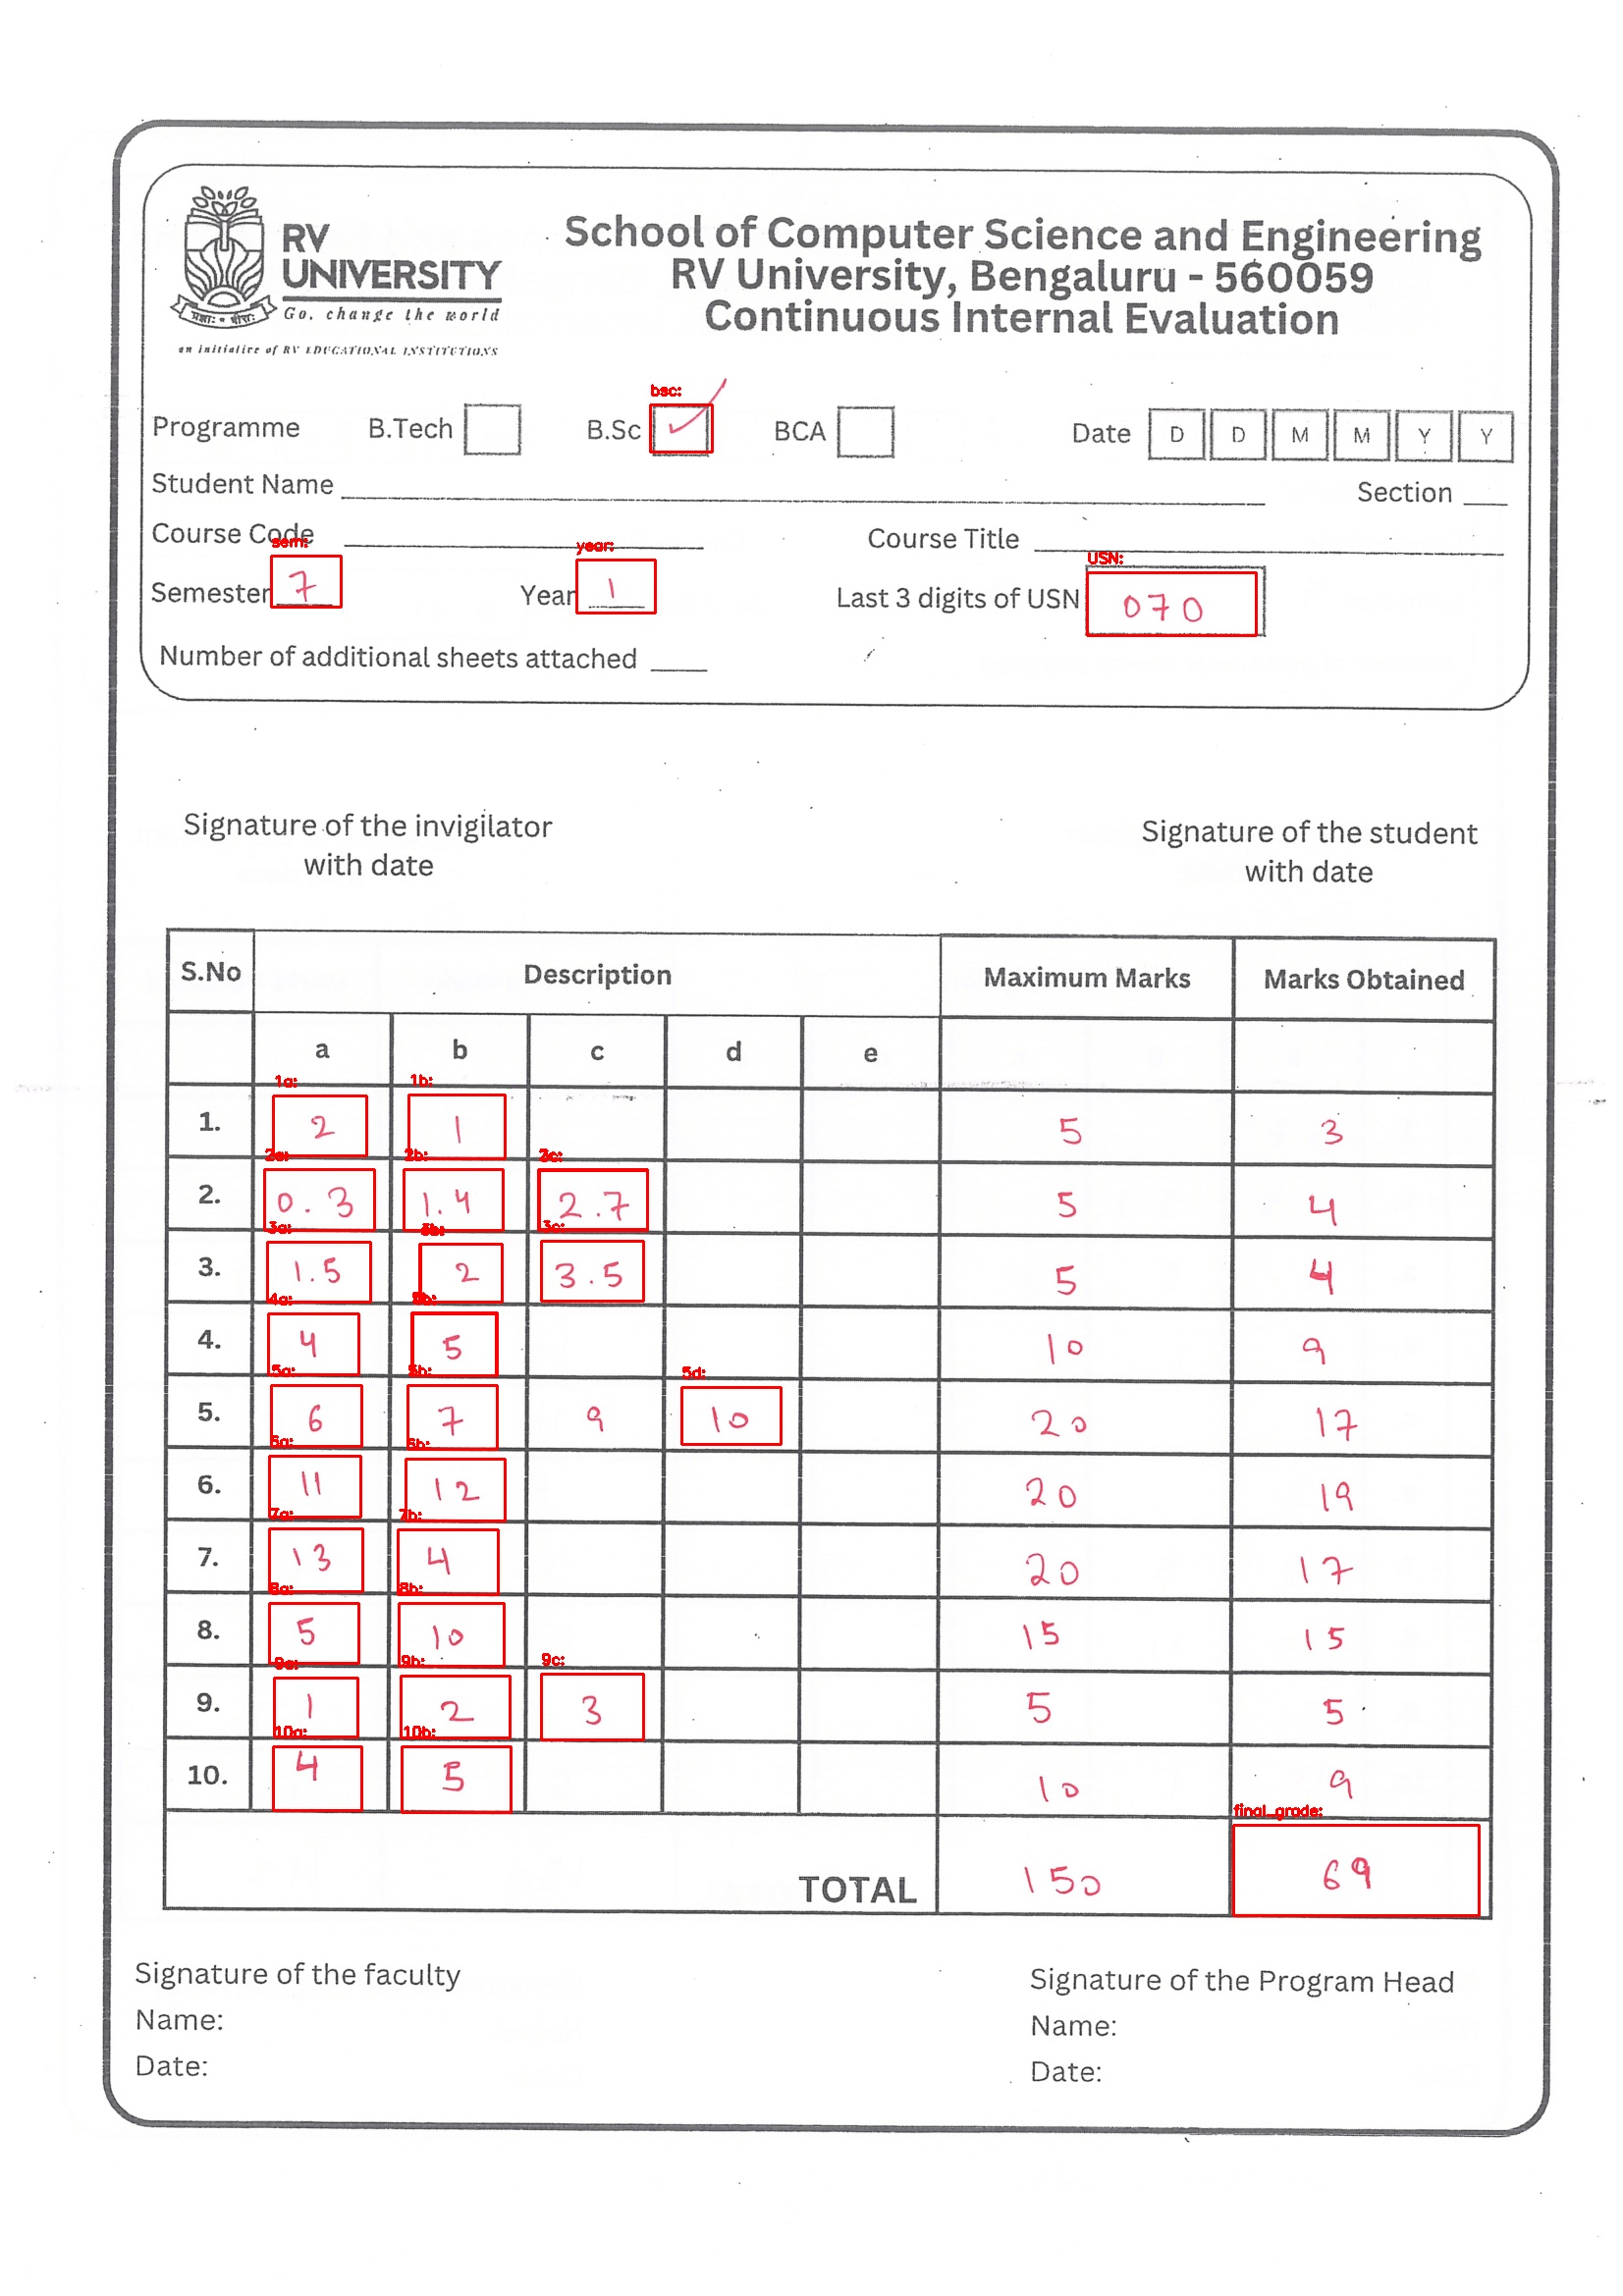 RV
UNIVERSITY
Go, change the world
an initiative of RV EDUCATIONAL INSTITUTIONS
School of Computer Science and Engineering
RV University, Bengaluru - 560059
Continuous Internal Evaluation
bsc:
Programme B.Tech B.Sc BCA Date D D M M Y Y
Student Name Section
Course Code Course Title
sem: year: USN:
Semester 7 Year 1 Last 3 digits of USN 070
Number of additional sheets attached
Signature of the invigilator
with date
Signature of the student
with date
S.No Description Maximum Marks Marks Obtained
a b c d e
1a: 1b:
1. 2 1 5 3
2a: 2b:
2. 0.3 1.4 2.7 5 4
3a: 3c:
3. 1.5 2 3.5 5 4
4a:
4. 4 5 10 9
5a: 5b: 5d:
5. 6 7 9 10 20 17
6a: 6b:
6. 11 12 20 19
7a: 7b:
7. 13 4 20 17
8a: 8b:
8. 5 10 15 15
9a: 9b: 9c:
9. 1 2 3 5 5
10a: 10b:
10. 4 5 10 9
final_grade:
TOTAL 150 69
Signature of the faculty
Name:
Date:
Signature of the Program Head
Name:
Date: